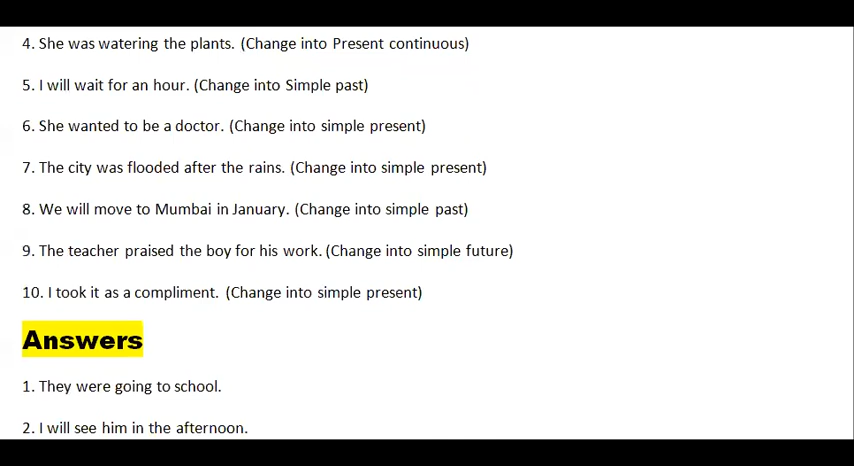 4. She was watering the plants. (Change into Present continuous)
5. I will wait for an hour. (Change into Simple past)
6. She wanted to be a doctor. (Change into simple present)
7. The city was flooded after the rains. (Change into simple present)
8. We will move to Mumbai in January. (Change into simple past)
9. The teacher praised the boy for his work. (Change into simple future)
10. I took it as a compliment. (Change into simple present)
Answers
1. They were going to school.
2. I will see him in the afternoon.